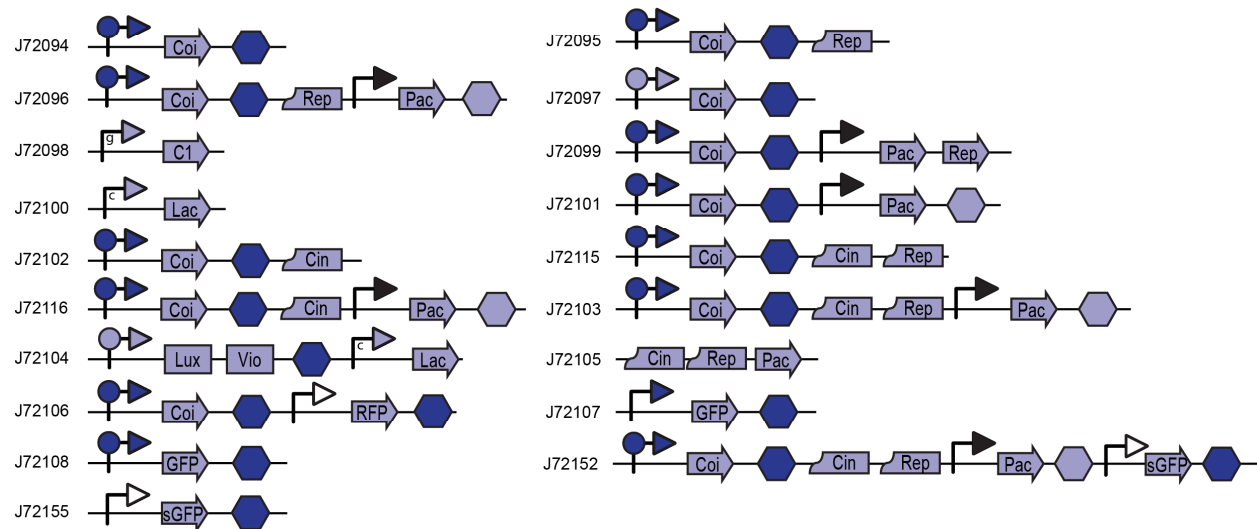 J72094 Coi
J72096 Coi Rep Pac
J72098 g C1
J72100 c Lac
J72102 Coi Cin
J72116 Coi Cin Pac
J72104 Lux Vio c Lac
J72106 Coi RFP
J72108 GFP
J72155 sGFP
J72095 Coi Rep
J72097 Coi
J72099 Coi Pac Rep
J72101 Coi Pac
J72115 Coi Cin Rep
J72103 Coi Cin Rep Pac
J72105 Cin Rep Pac
J72107 GFP
J72152 Coi Cin Rep Pac sGFP